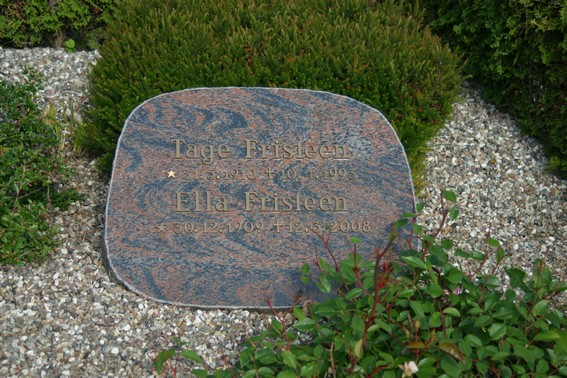 Tage Fristeen
Ella Fristeen
★ 30.12.1909 ✝12.5.2008